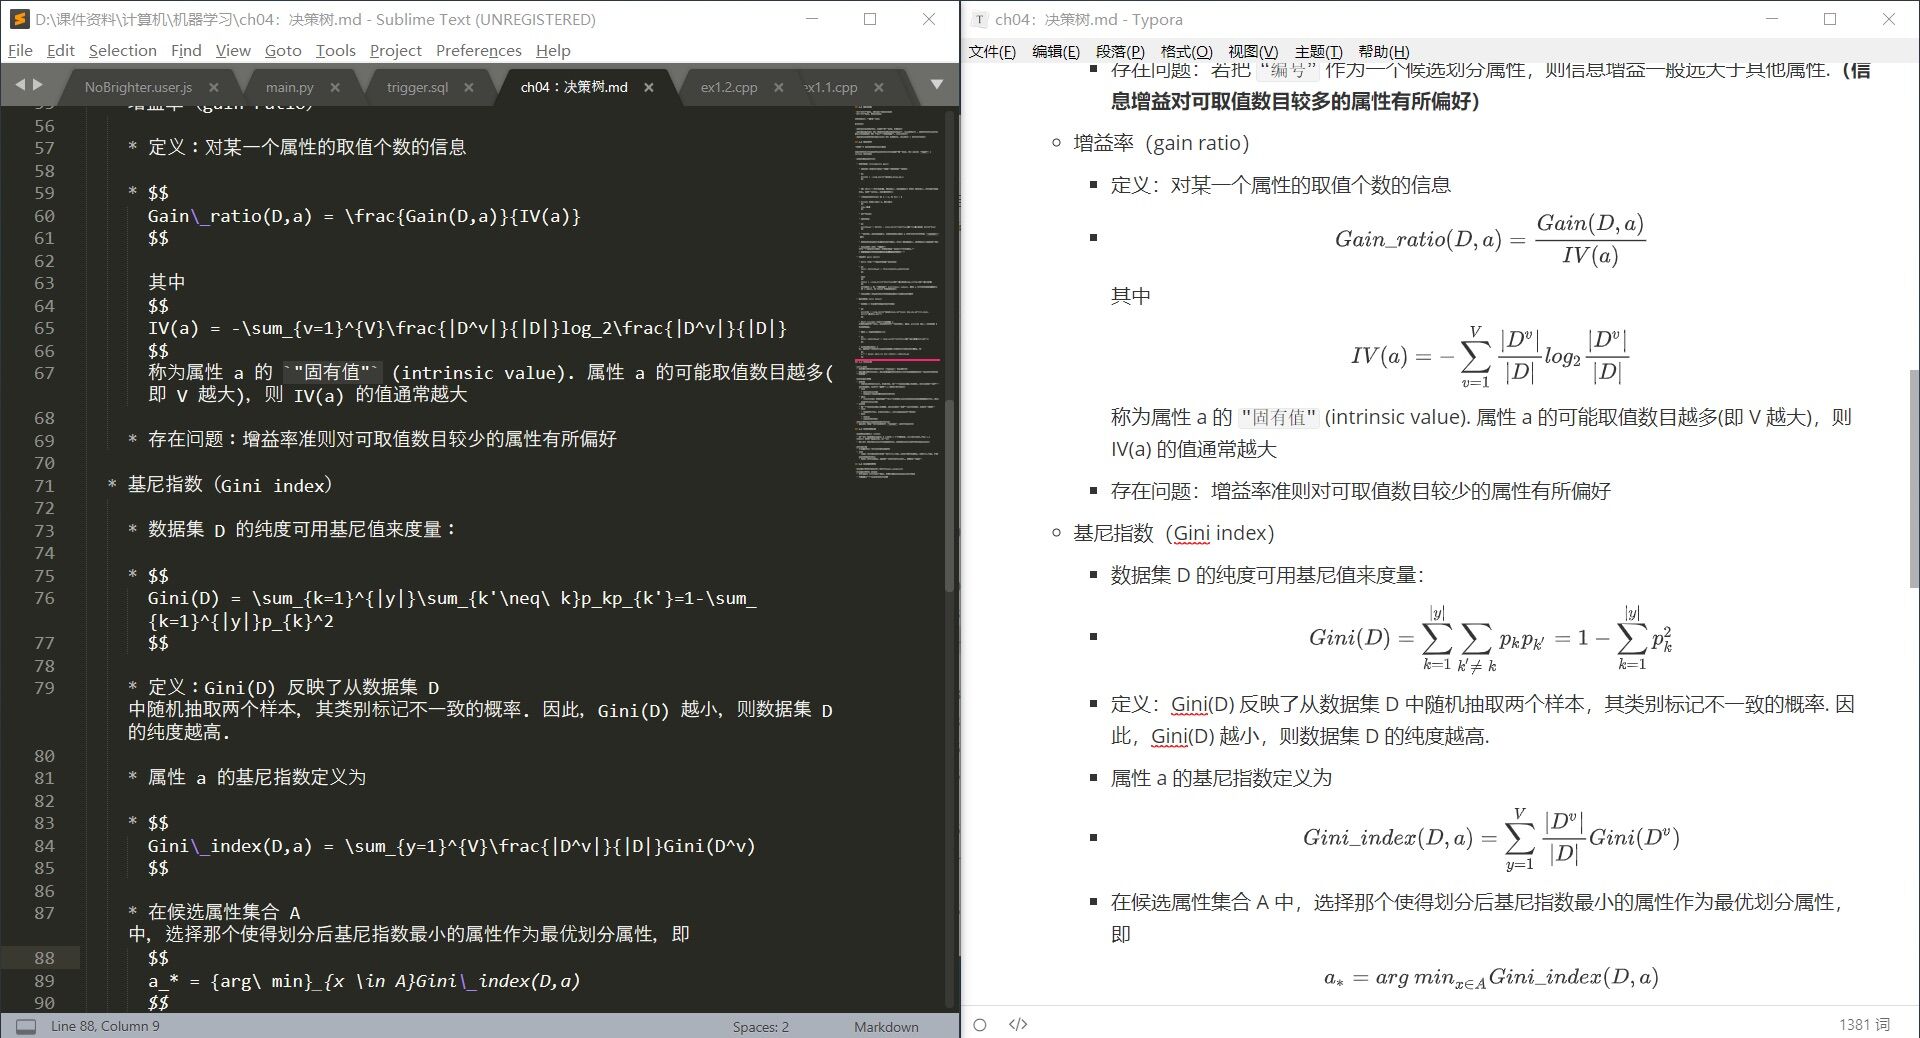 D:\课件资料\计算机\机器学习\ch04：决策树.md - Sublime Text (UNREGISTERED)
File Edit Selection Find View Goto Tools Project Preferences Help
NoBrighter.user.js main.py trigger.sql ch04：决策树.md ex1.2.cpp ex1.1.cpp
增益率（gain ratio）
56
57 * 定义：对某一个属性的取值个数的信息
58
59 * $$
60 Gain\_ratio(D,a) = \frac{Gain(D,a)}{IV(a)}
61 $$
62
63 其中
64 $$
65 IV(a) = -\sum_{v=1}^{V}\frac{|D^v|}{|D|}log_2\frac{|D^v|}{|D|}
66 $$
67 称为属性 a 的 `"固有值"` (intrinsic value). 属性 a 的可能取值数目越多(
即 V 越大)，则 IV(a) 的值通常越大
68
69 * 存在问题：增益率准则对可取值数目较少的属性有所偏好
70
71 * 基尼指数（Gini index）
72
73 * 数据集 D 的纯度可用基尼值来度量：
74
75 * $$
76 Gini(D) = \sum_{k=1}^{|y|}\sum_{k'\neq\ k}p_kp_{k'}=1-\sum_
{k=1}^{|y|}p_{k}^2
77 $$
78
79 * 定义：Gini(D) 反映了从数据集 D
中随机抽取两个样本，其类别标记不一致的概率. 因此，Gini(D) 越小，则数据集 D
的纯度越高.
80
81 * 属性 a 的基尼指数定义为
82
83 * $$
84 Gini\_index(D,a) = \sum_{y=1}^{V}\frac{|D^v|}{|D|}Gini(D^v)
85 $$
86
87 * 在候选属性集合 A
中，选择那个使得划分后基尼指数最小的属性作为最优划分属性，即
88 $$
89 a_* = {arg\ min}_{x \in A}Gini\_index(D,a)
90 $$
Line 88, Column 9 Spaces: 2 Markdown
T ch04：决策树.md - Typora
文件(F) 编辑(E) 段落(P) 格式(O) 视图(V) 主题(T) 帮助(H)
存在问题：若把 "编号" 作为一个候选划分属性，则信息增益一般远大于其他属性.（信
息增益对可取值数目较多的属性有所偏好）
增益率（gain ratio）
定义：对某一个属性的取值个数的信息
Gain_ratio(D, a) = Gain(D, a) / IV(a)
其中
IV(a) = −∑_{v=1}^{V} |D^v|/|D| log_2 |D^v|/|D|
称为属性 a 的 "固有值" (intrinsic value). 属性 a 的可能取值数目越多(即 V 越大)，则
IV(a) 的值通常越大
存在问题：增益率准则对可取值数目较少的属性有所偏好
基尼指数（Gini index）
数据集 D 的纯度可用基尼值来度量：
Gini(D) = ∑_{k=1}^{|y|} ∑_{k'≠ k} p_k p_{k'} = 1 − ∑_{k=1}^{|y|} p_k^2
定义：Gini(D) 反映了从数据集 D 中随机抽取两个样本，其类别标记不一致的概率. 因
此，Gini(D) 越小，则数据集 D 的纯度越高.
属性 a 的基尼指数定义为
Gini_index(D, a) = ∑_{y=1}^{V} |D^v|/|D| Gini(D^v)
在候选属性集合 A 中，选择那个使得划分后基尼指数最小的属性作为最优划分属性，
即
a_* = arg min_{x∈A} Gini_index(D, a)
</> 1381 词